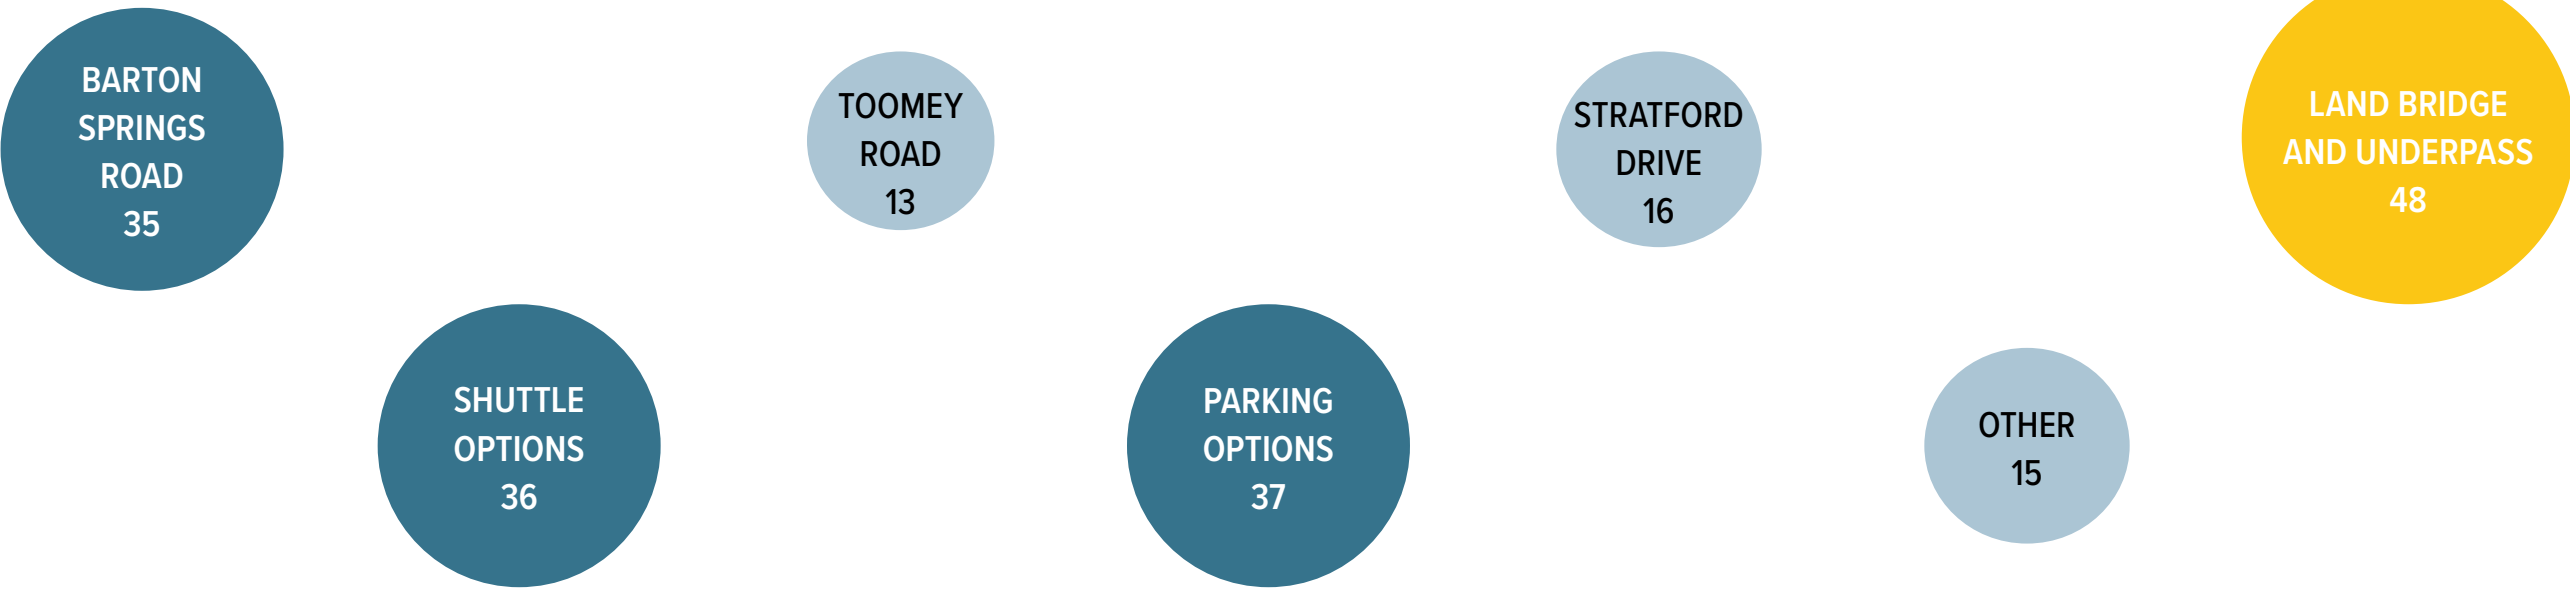 BARTON
SPRINGS
ROAD
35
TOOMEY
ROAD
13
STRATFORD
DRIVE
16
LAND BRIDGE
AND UNDERPASS
48
SHUTTLE
OPTIONS
36
PARKING
OPTIONS
37
OTHER
15